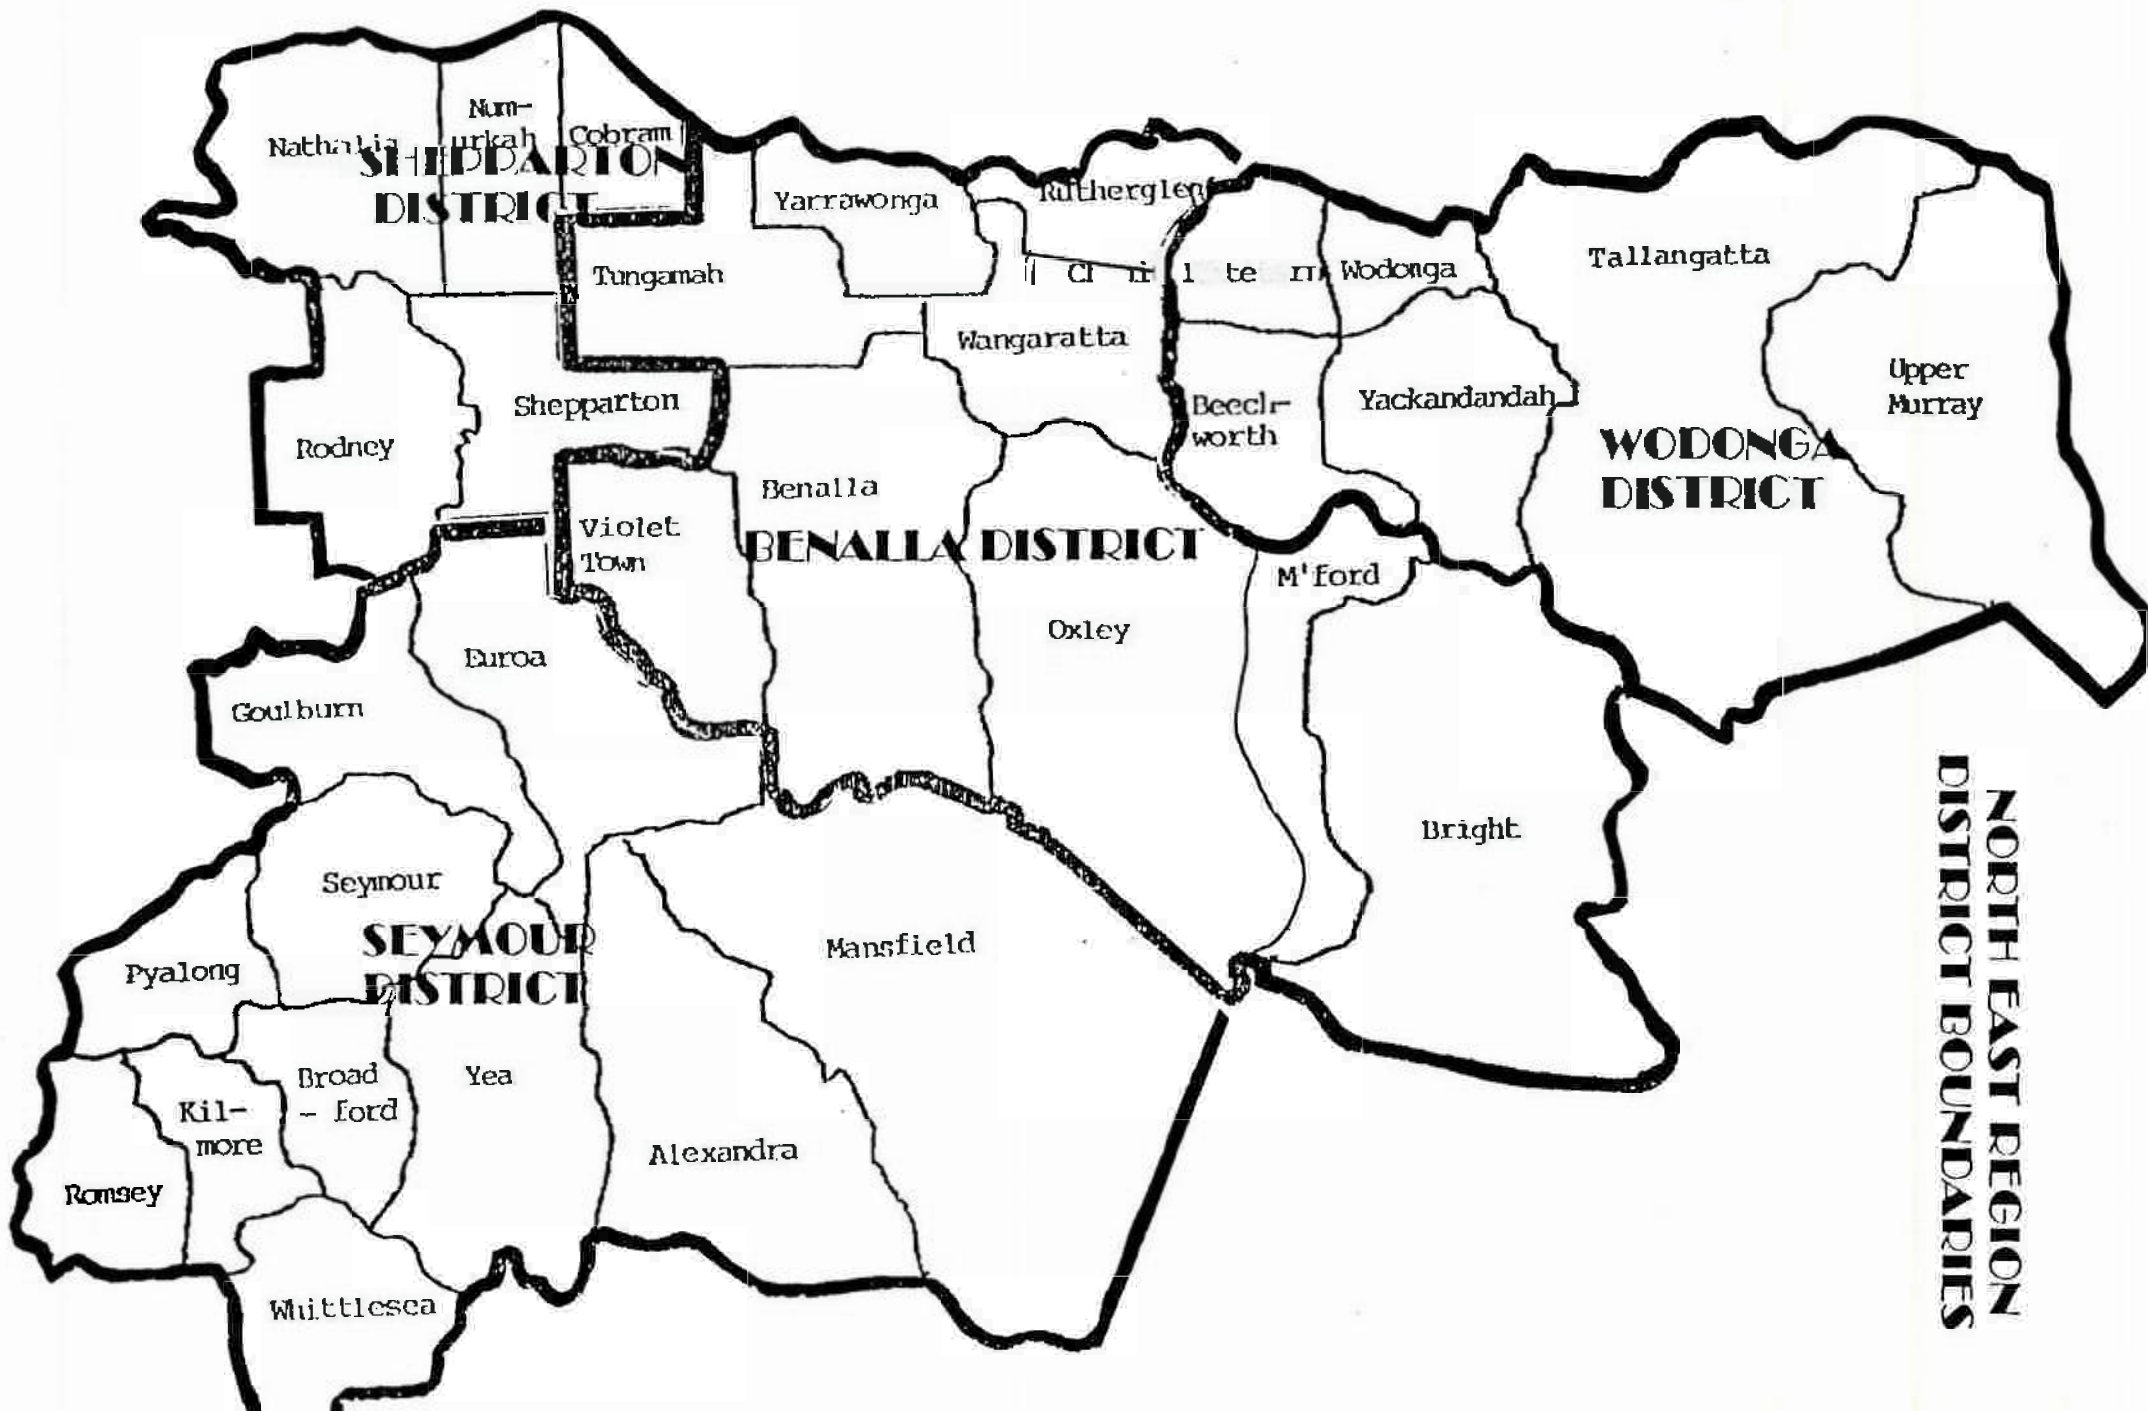 Num-
Nathalia
urkah
Cobram
SHEPPARTON
DISTRICT
Yarrawonga
Rutherglen
Tungamah
Chiltern
Wodonga
Tallangatta
Wangaratta
Shepparton
Beech-
worth
Yackandandah
Upper
Murray
Rodney
WODONGA
DISTRICT
Benalla
Violet
Town
BENALLA DISTRICT
M'ford
Oxley
Euroa
Goulburn
Bright
Seymour
SEYMOUR
DISTRICT
Mansfield
Pyalong
Broad
- ford
Yea
Kil-
more
Alexandra
Romsey
Whittlesea
NORTH EAST REGION
DISTRICT BOUNDARIES